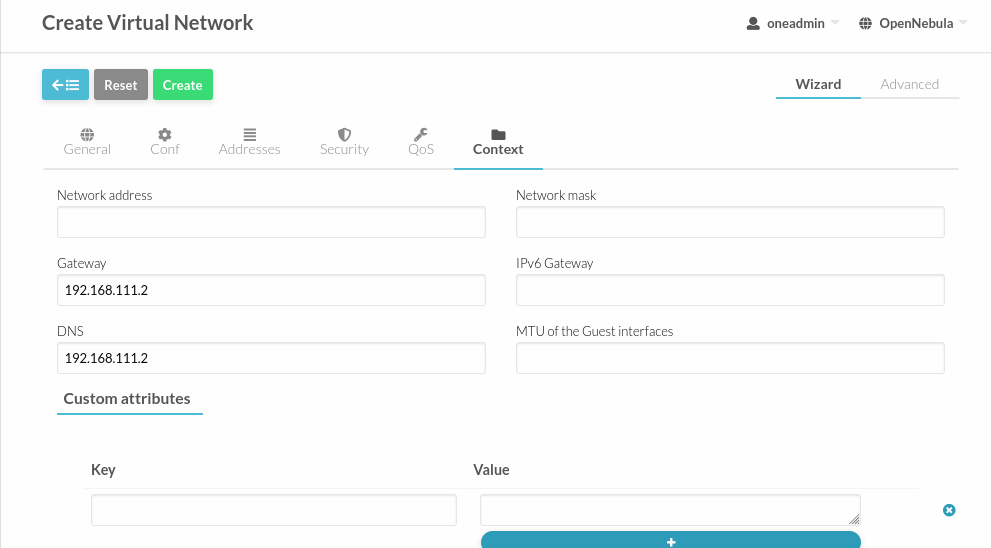 Create Virtual Network
oneadmin
OpenNebula
Reset
Create
Wizard
Advanced
General
Conf
Addresses
Security
QoS
Context
Network address
Network mask
Gateway
IPv6 Gateway
192.168.111.2
DNS
MTU of the Guest interfaces
192.168.111.2
Custom attributes
Key
Value